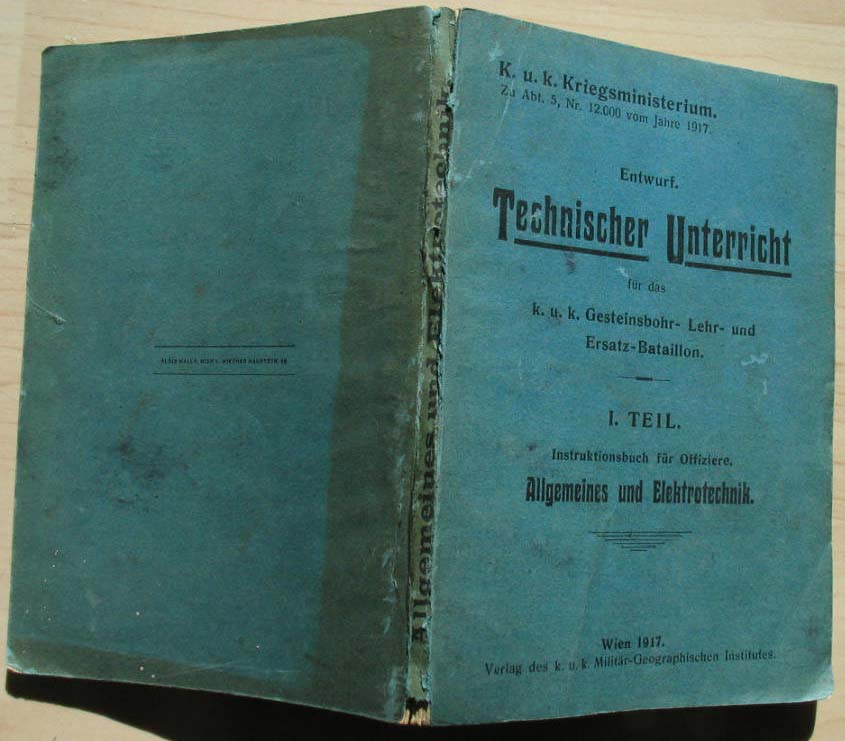 K. u. k. Kriegsministerium.
Zu Abt. 5, Nr. 12.000 vom Jahre 1917.
Entwurf.
Technischer Unterricht
für das
k. u. k. Gesteinsbohr- Lehr- und
Ersatz-Bataillon.
I. TEIL.
Instruktionsbuch für Offiziere.
Allgemeines und Elektrotechnik.
Wien 1917.
Verlag des k. u. k. Militär-Geographischen Institutes.
Allgemeines und Elektrotechnik.